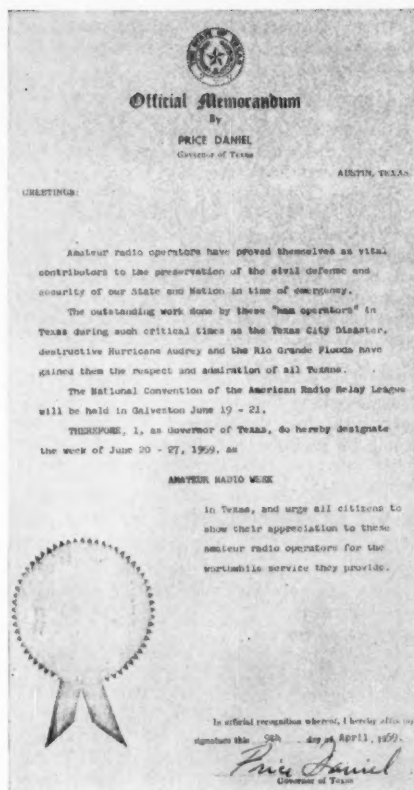 THE STATE OF TEXAS
Official Memorandum
By
PRICE DANIEL
Governor of Texas
AUSTIN, TEXAS
GREETINGS:
Amateur radio operators have proved themselves as vital
contributors to the preservation of the civil defense and
security of our State and Nation in time of emergency.
The outstanding work done by these "ham operators" in
Texas during such critical times as the Texas City Disaster,
destructive Hurricane Audrey and the Rio Grande Floods have
gained them the respect and admiration of all Texans.
The National Convention of the American Radio Relay League
will be held in Galveston June 19 - 21.
THEREFORE, I, as Governor of Texas, do hereby designate
the week of June 20 - 27, 1959, as
AMATEUR RADIO WEEK
in Texas, and urge all citizens to
show their appreciation to these
amateur radio operators for the
worthwhile service they provide.
In official recognition whereof, I hereby affix my
signature this 9th day of April, 1959.
Price Daniel
Governor of Texas